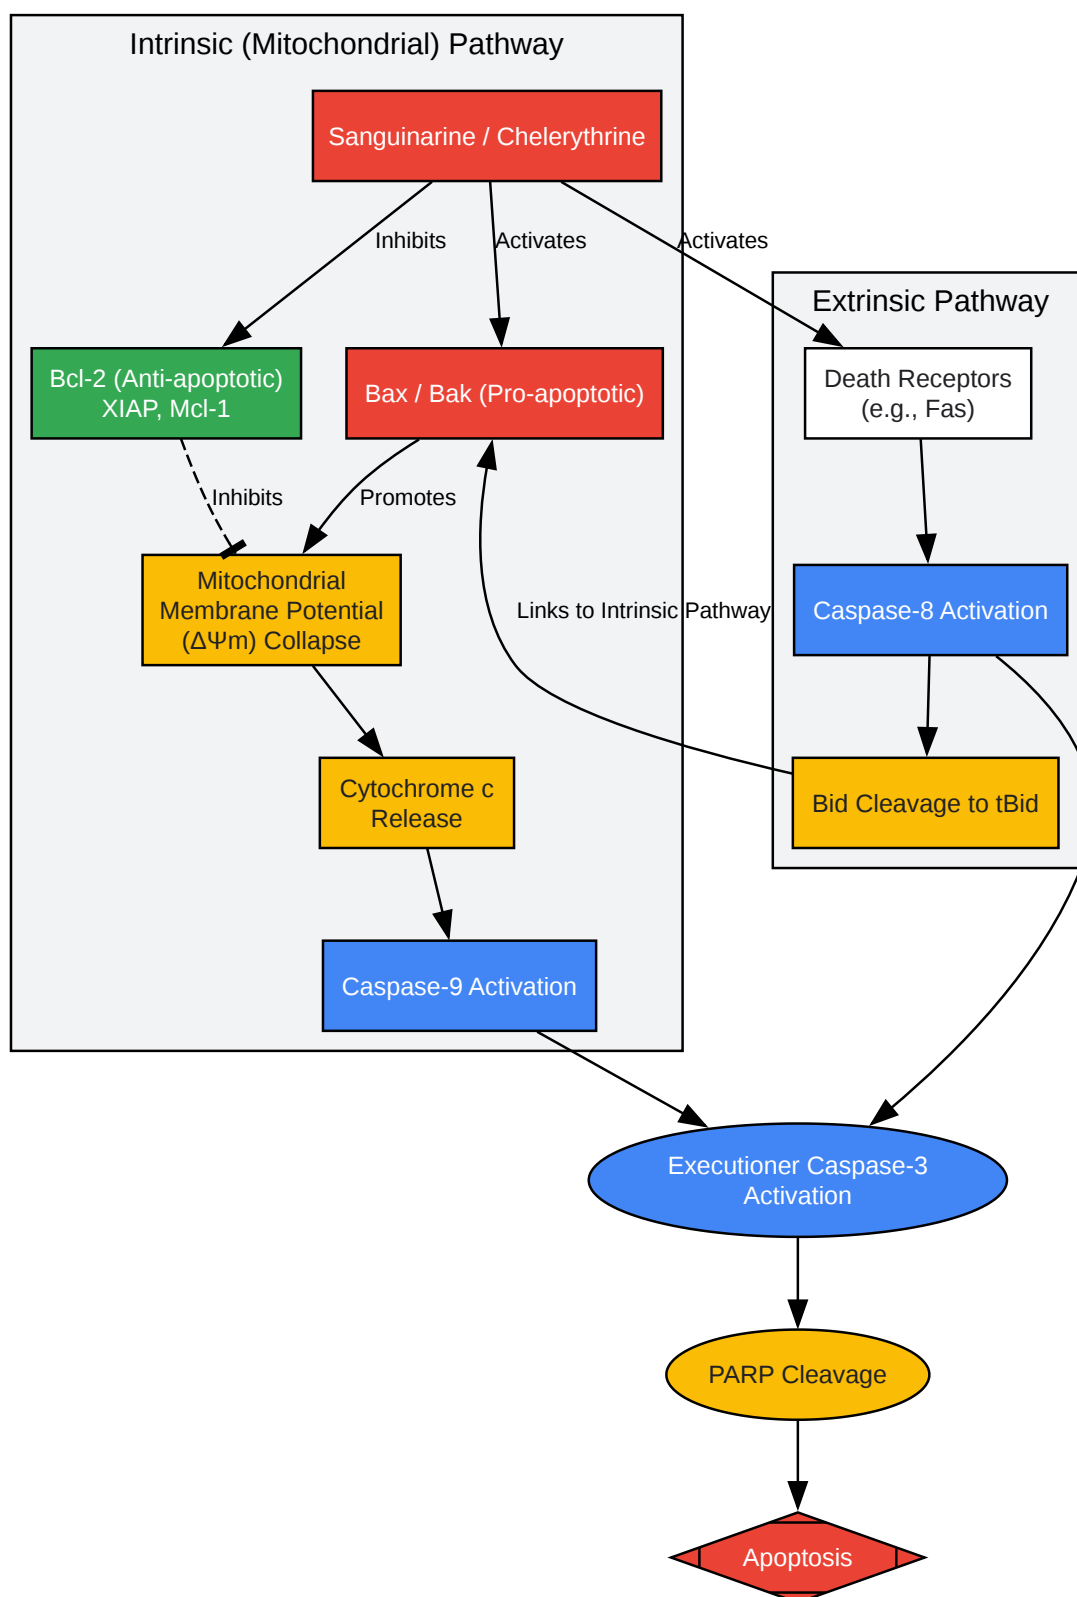 Intrinsic (Mitochondrial) Pathway
Sanguinarine / Chelerythrine
Inhibits
Activates
Activates
Extrinsic Pathway
Bcl-2 (Anti-apoptotic)
XIAP, Mcl-1
Bax / Bak (Pro-apoptotic)
Death Receptors
(e.g., Fas)
Inhibits
Promotes
Mitochondrial
Membrane Potential
(ΔΨm) Collapse
Links to Intrinsic Pathway
Caspase-8 Activation
Cytochrome c
Release
Bid Cleavage to tBid
Caspase-9 Activation
Executioner Caspase-3
Activation
PARP Cleavage
Apoptosis